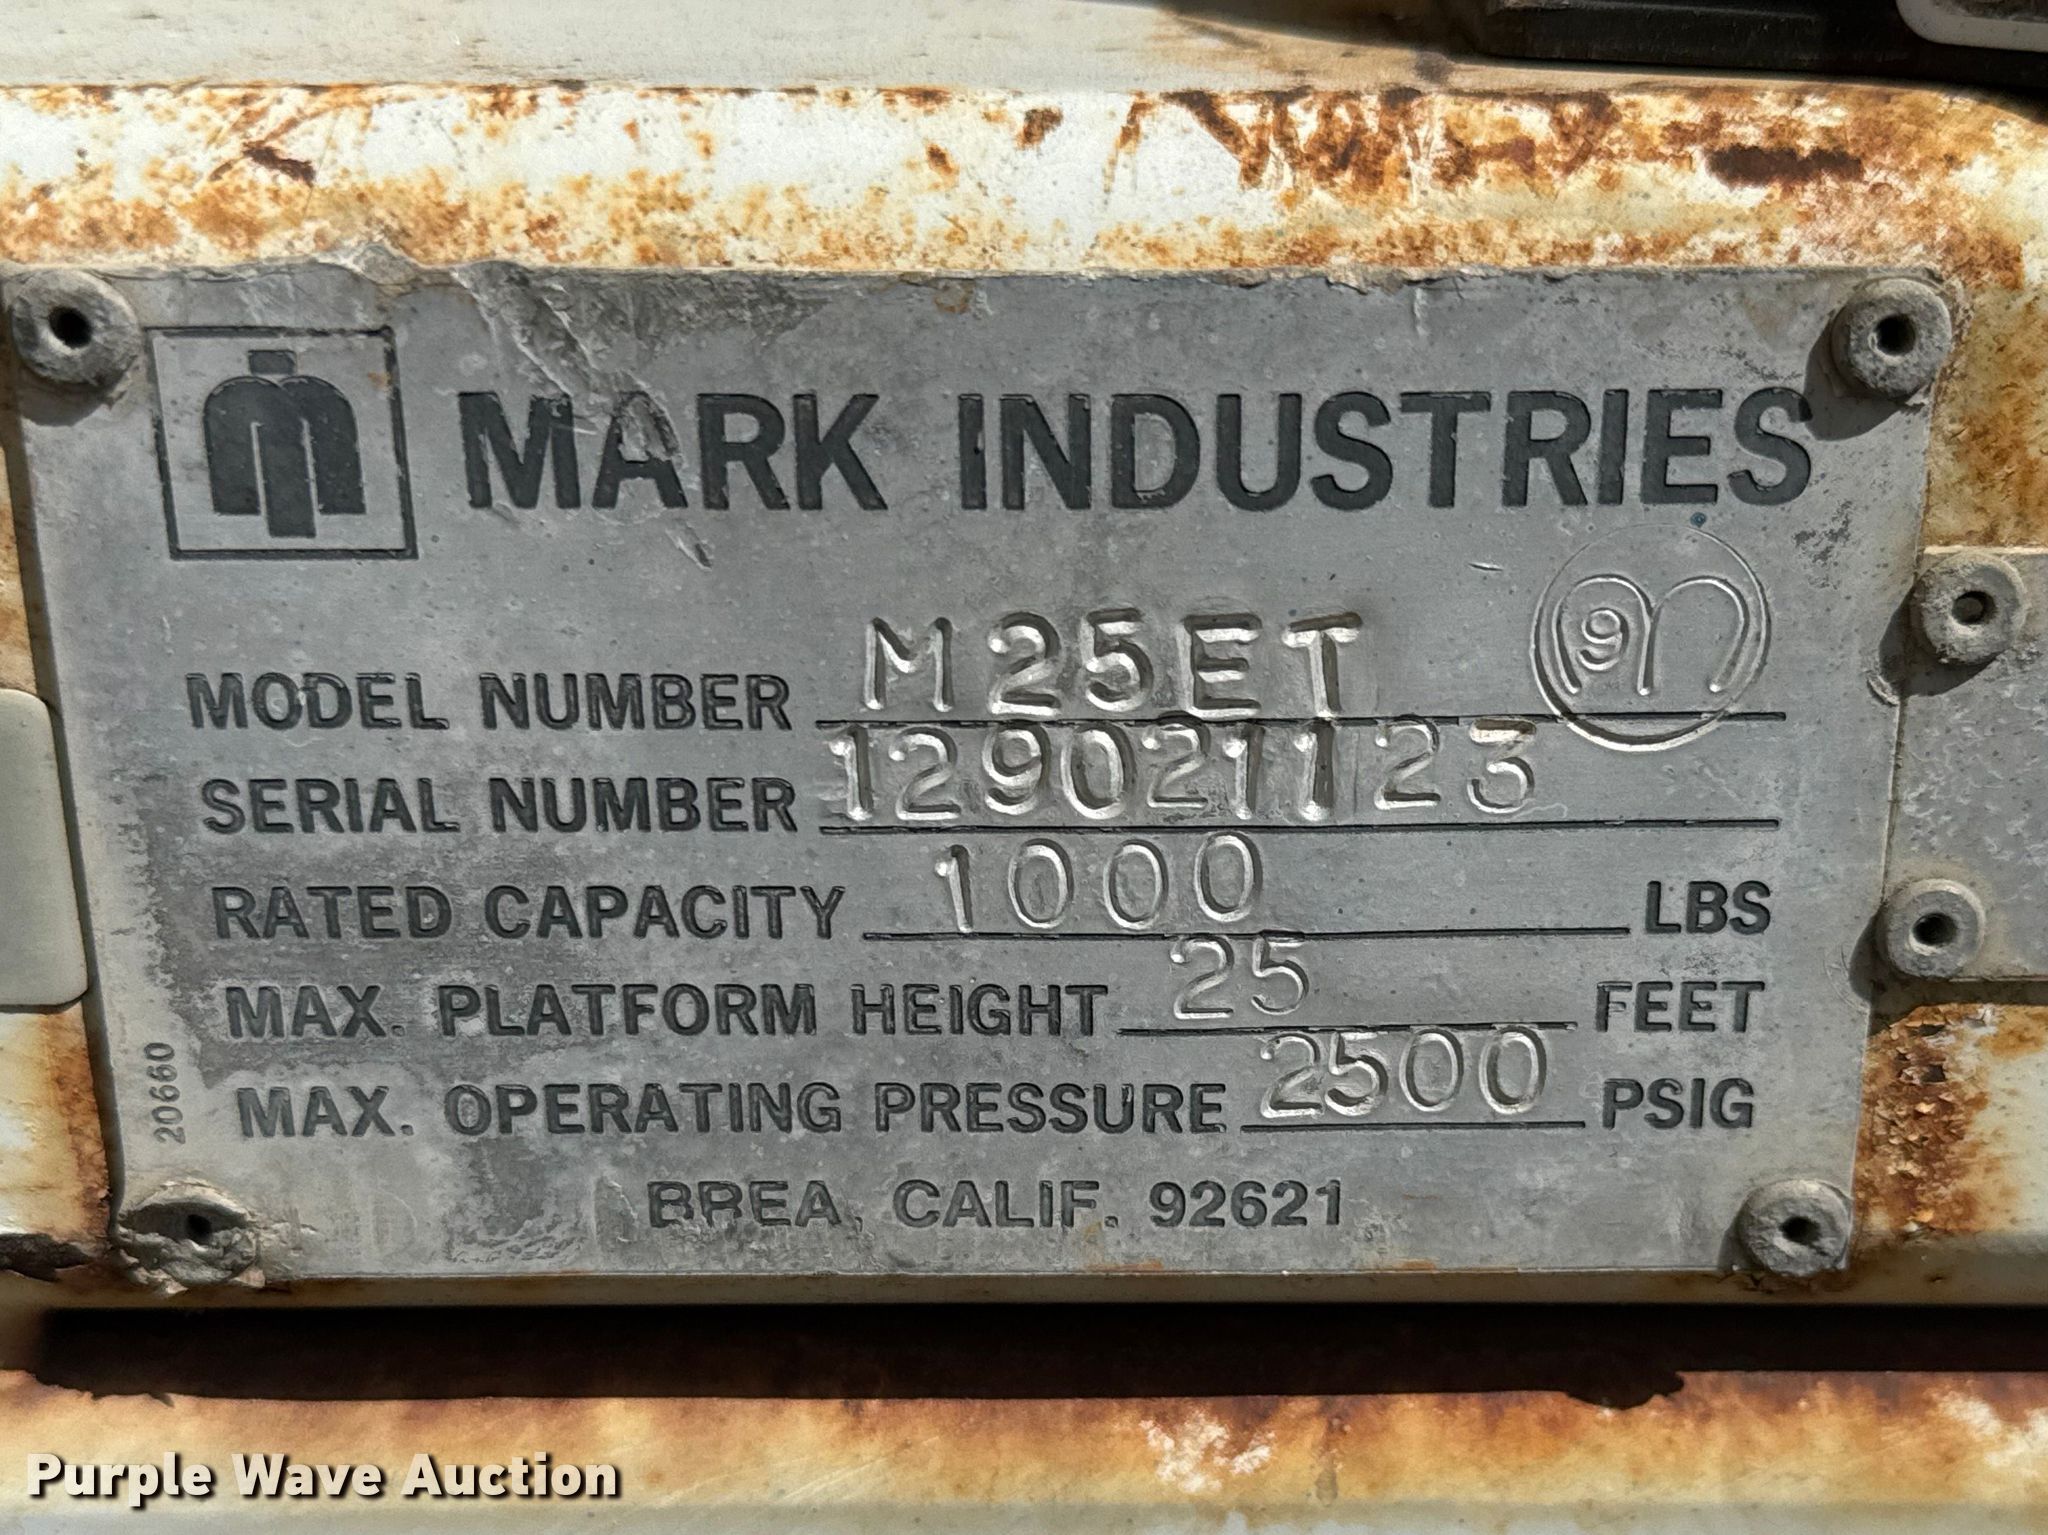 MARK INDUSTRIES
MODEL NUMBER M25ET
SERIAL NUMBER 129021123
RATED CAPACITY 1000 LBS
MAX. PLATFORM HEIGHT 25 FEET
MAX. OPERATING PRESSURE 2500 PSIG
BREA, CALIF. 92621
20660
Purple Wave Auction